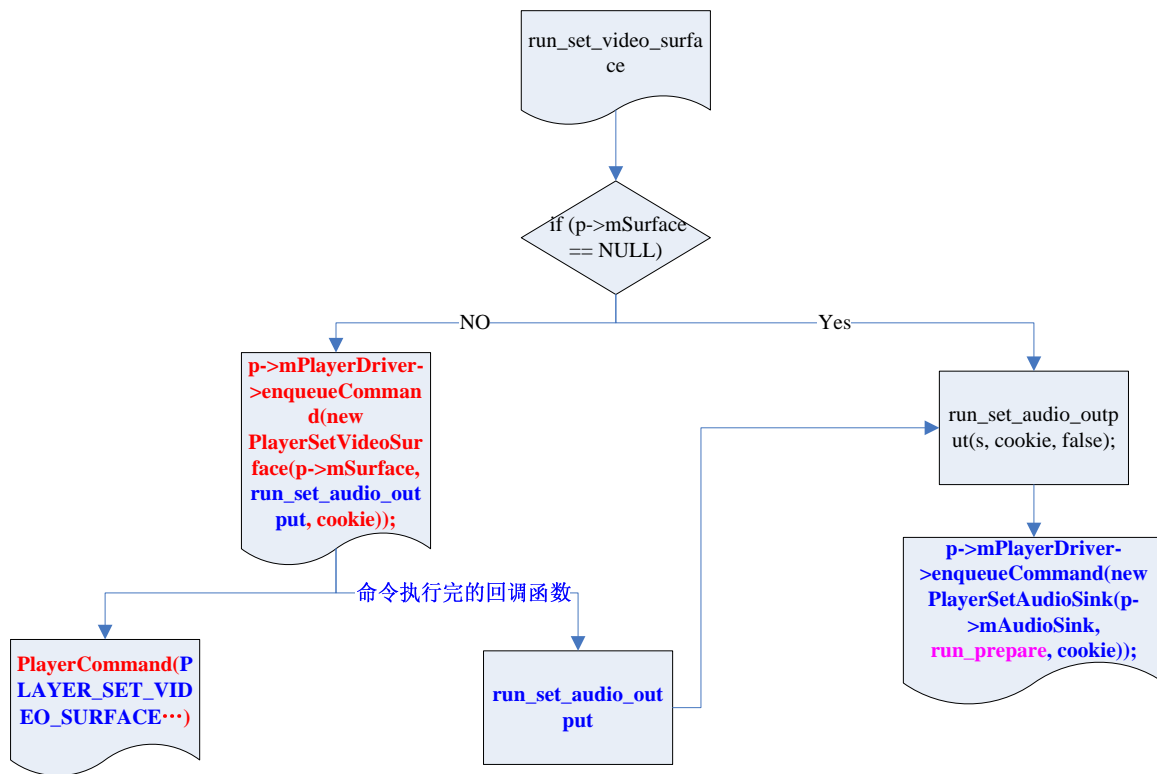 run_set_video_surfa
ce
if (p->mSurface
== NULL)
NO
Yes
p->mPlayerDriver-
>enqueueComman
d(new
PlayerSetVideoSur
face(p->mSurface,
run_set_audio_out
put, cookie));
run_set_audio_outp
ut(s, cookie, false);
p->mPlayerDriver-
>enqueueCommand(new
PlayerSetAudioSink(p-
>mAudioSink,
run_prepare, cookie));
命令执行完的回调函数
PlayerCommand(P
LAYER_SET_VID
EO_SURFACE···)
run_set_audio_out
put